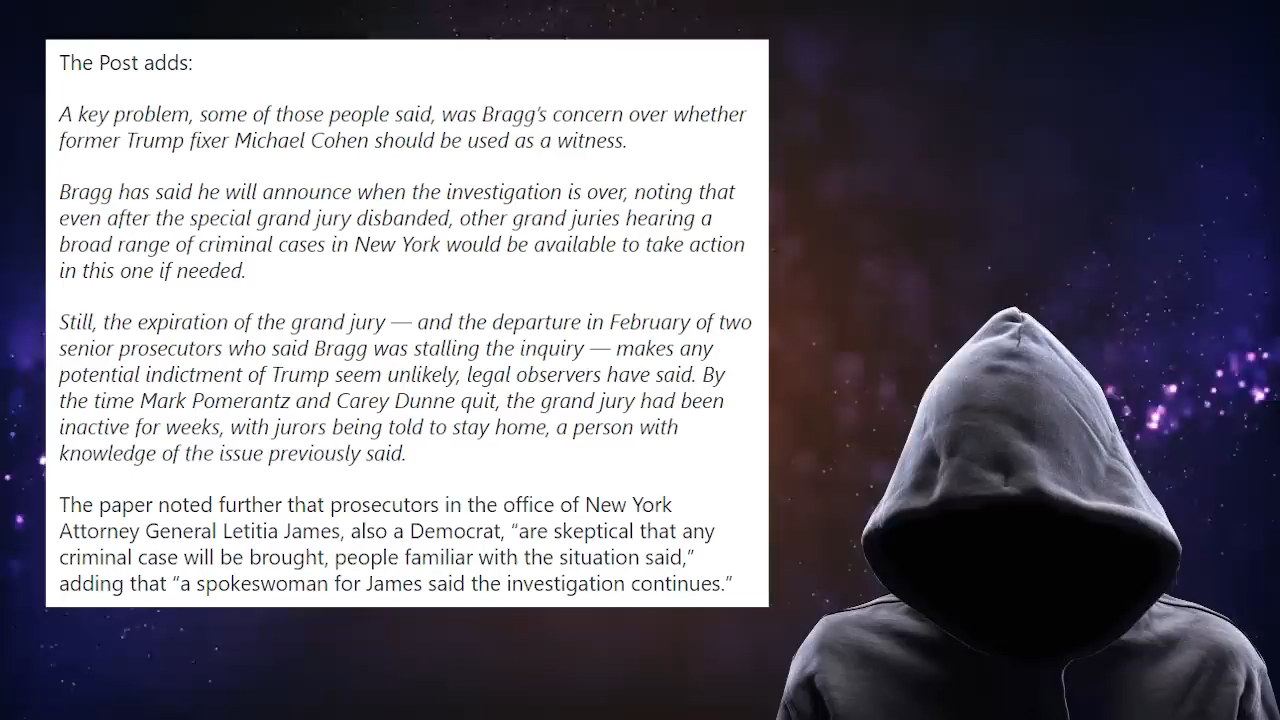 The Post adds:
A key problem, some of those people said, was Bragg’s concern over whether
former Trump fixer Michael Cohen should be used as a witness.
Bragg has said he will announce when the investigation is over, noting that
even after the special grand jury disbanded, other grand juries hearing a
broad range of criminal cases in New York would be available to take action
in this one if needed.
Still, the expiration of the grand jury — and the departure in February of two
senior prosecutors who said Bragg was stalling the inquiry — makes any
potential indictment of Trump seem unlikely, legal observers have said. By
the time Mark Pomerantz and Carey Dunne quit, the grand jury had been
inactive for weeks, with jurors being told to stay home, a person with
knowledge of the issue previously said.
The paper noted further that prosecutors in the office of New York
Attorney General Letitia James, also a Democrat, “are skeptical that any
criminal case will be brought, people familiar with the situation said,”
adding that “a spokeswoman for James said the investigation continues.”